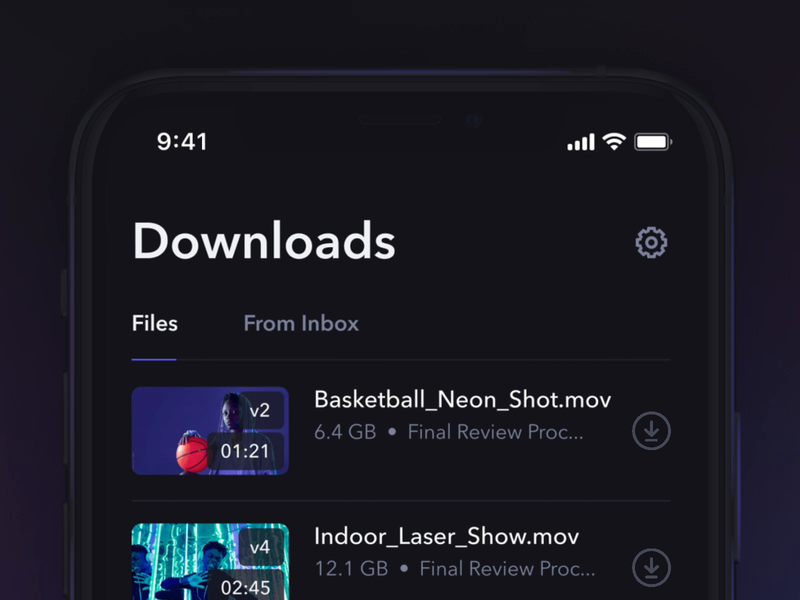 9:41
Downloads
Files From Inbox
v2
01:21
Basketball_Neon_Shot.mov
6.4 GB • Final Review Proc...
v4
02:45
Indoor_Laser_Show.mov
12.1 GB • Final Review Proc...